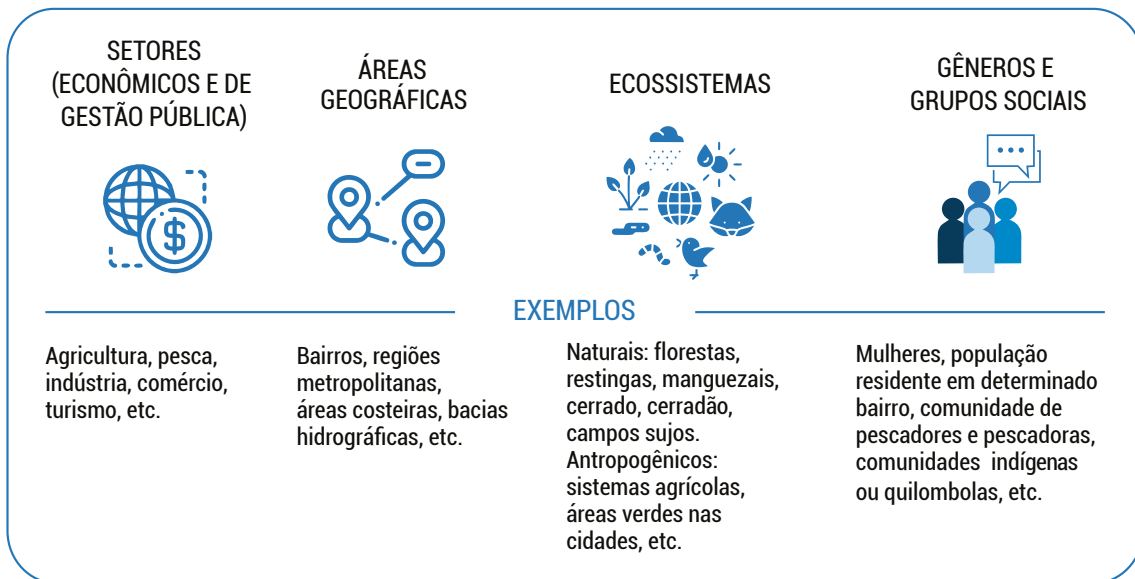 SETORES
(ECONÔMICOS E DE
GESTÃO PÚBLICA)
ÁREAS
GEOGRÁFICAS
ECOSSISTEMAS
GÊNEROS E
GRUPOS SOCIAIS
$
EXEMPLOS
Agricultura, pesca,
indústria, comércio,
turismo, etc.
Bairros, regiões
metropolitanas,
áreas costeiras, bacias
hidrográficas, etc.
Naturais: florestas,
restingas, manguezais,
cerrado, cerradão,
campos sujos.
Antropogênicos:
sistemas agrícolas,
áreas verdes nas
cidades, etc.
Mulheres, população
residente em determinado
bairro, comunidade de
pescadores e pescadoras,
comunidades indígenas
ou quilombolas, etc.